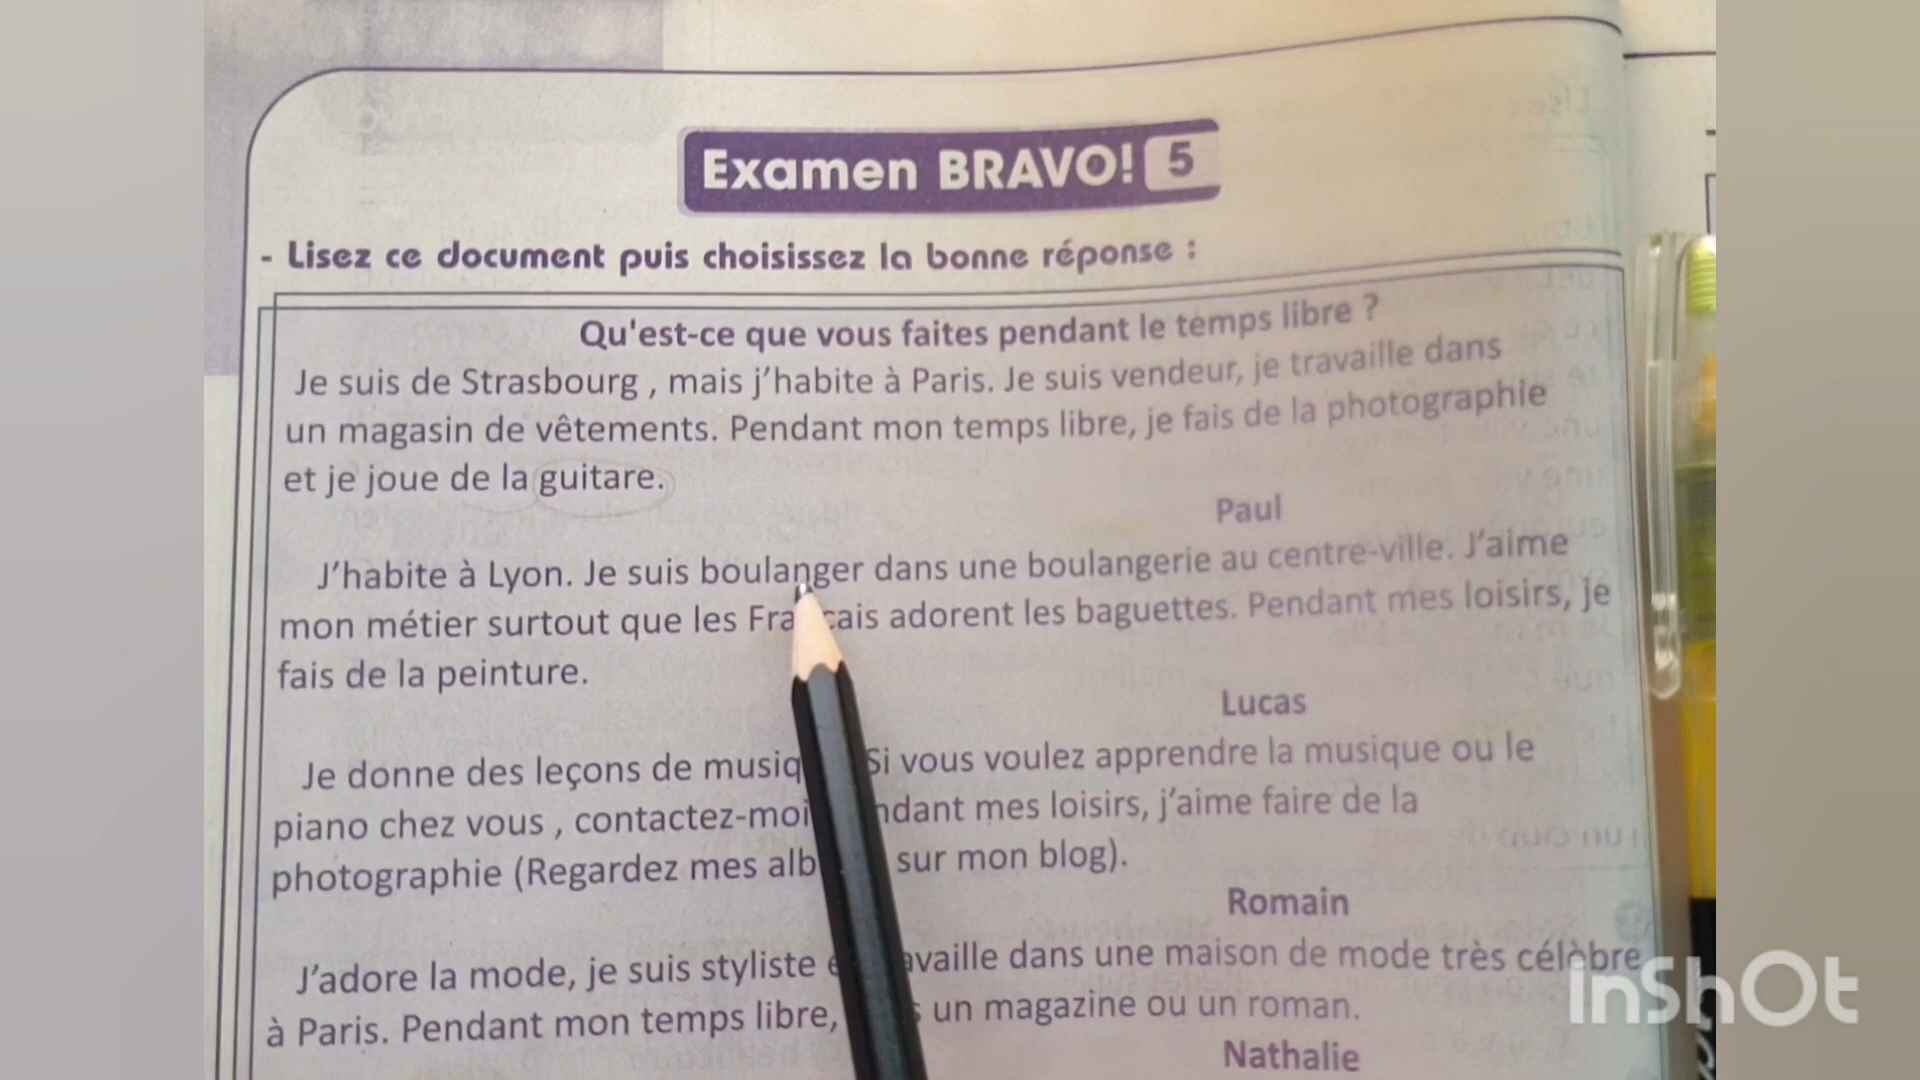 Examen BRAVO! 5
- Lisez ce document puis choisissez la bonne réponse :
Qu'est-ce que vous faites pendant le temps libre ?
Je suis de Strasbourg , mais j’habite à Paris. Je suis vendeur, je travaille dans
un magasin de vêtements. Pendant mon temps libre, je fais de la photographie
et je joue de la guitare.
Paul
J’habite à Lyon. Je suis boulanger dans une boulangerie au centre-ville. J’aime
mon métier surtout que les Français adorent les baguettes. Pendant mes loisirs, je
fais de la peinture.
Lucas
Je donne des leçons de musiq Si vous voulez apprendre la musique ou le
piano chez vous , contactez-moi ndant mes loisirs, j’aime faire de la
photographie (Regardez mes alb sur mon blog).
Romain
J’adore la mode, je suis styliste availle dans une maison de mode très célèbre
à Paris. Pendant mon temps libre, un magazine ou un roman.
Nathalie
InShOt